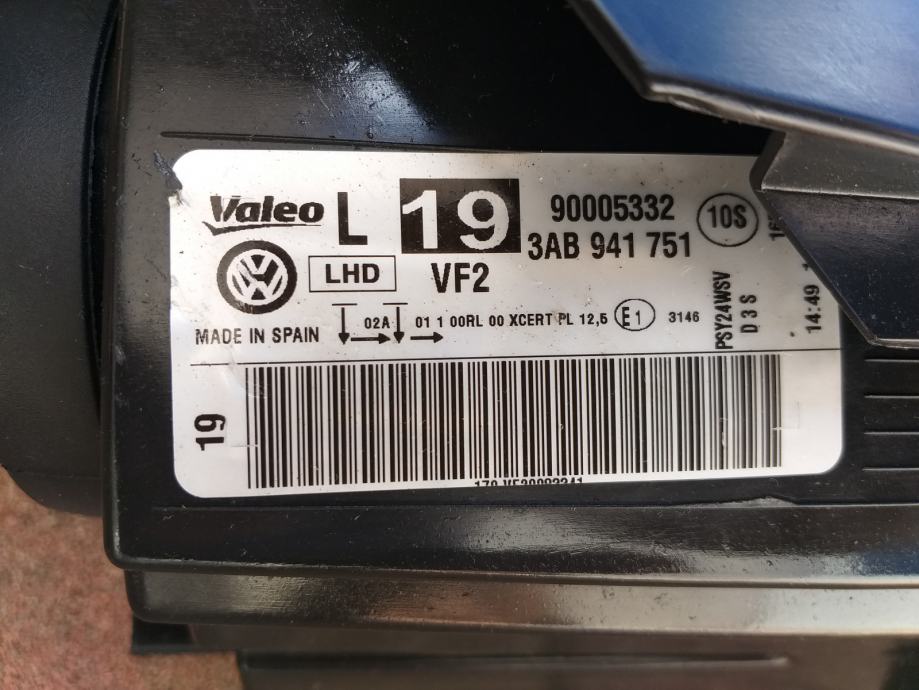 Valeo L 19 90005332 10S
3AB 941 751
LHD VF2
MADE IN SPAIN 02A 01 1 00RL 00 XCERT PL 12,5 E1 3146
PSY24WSV
D3S
14:49
19